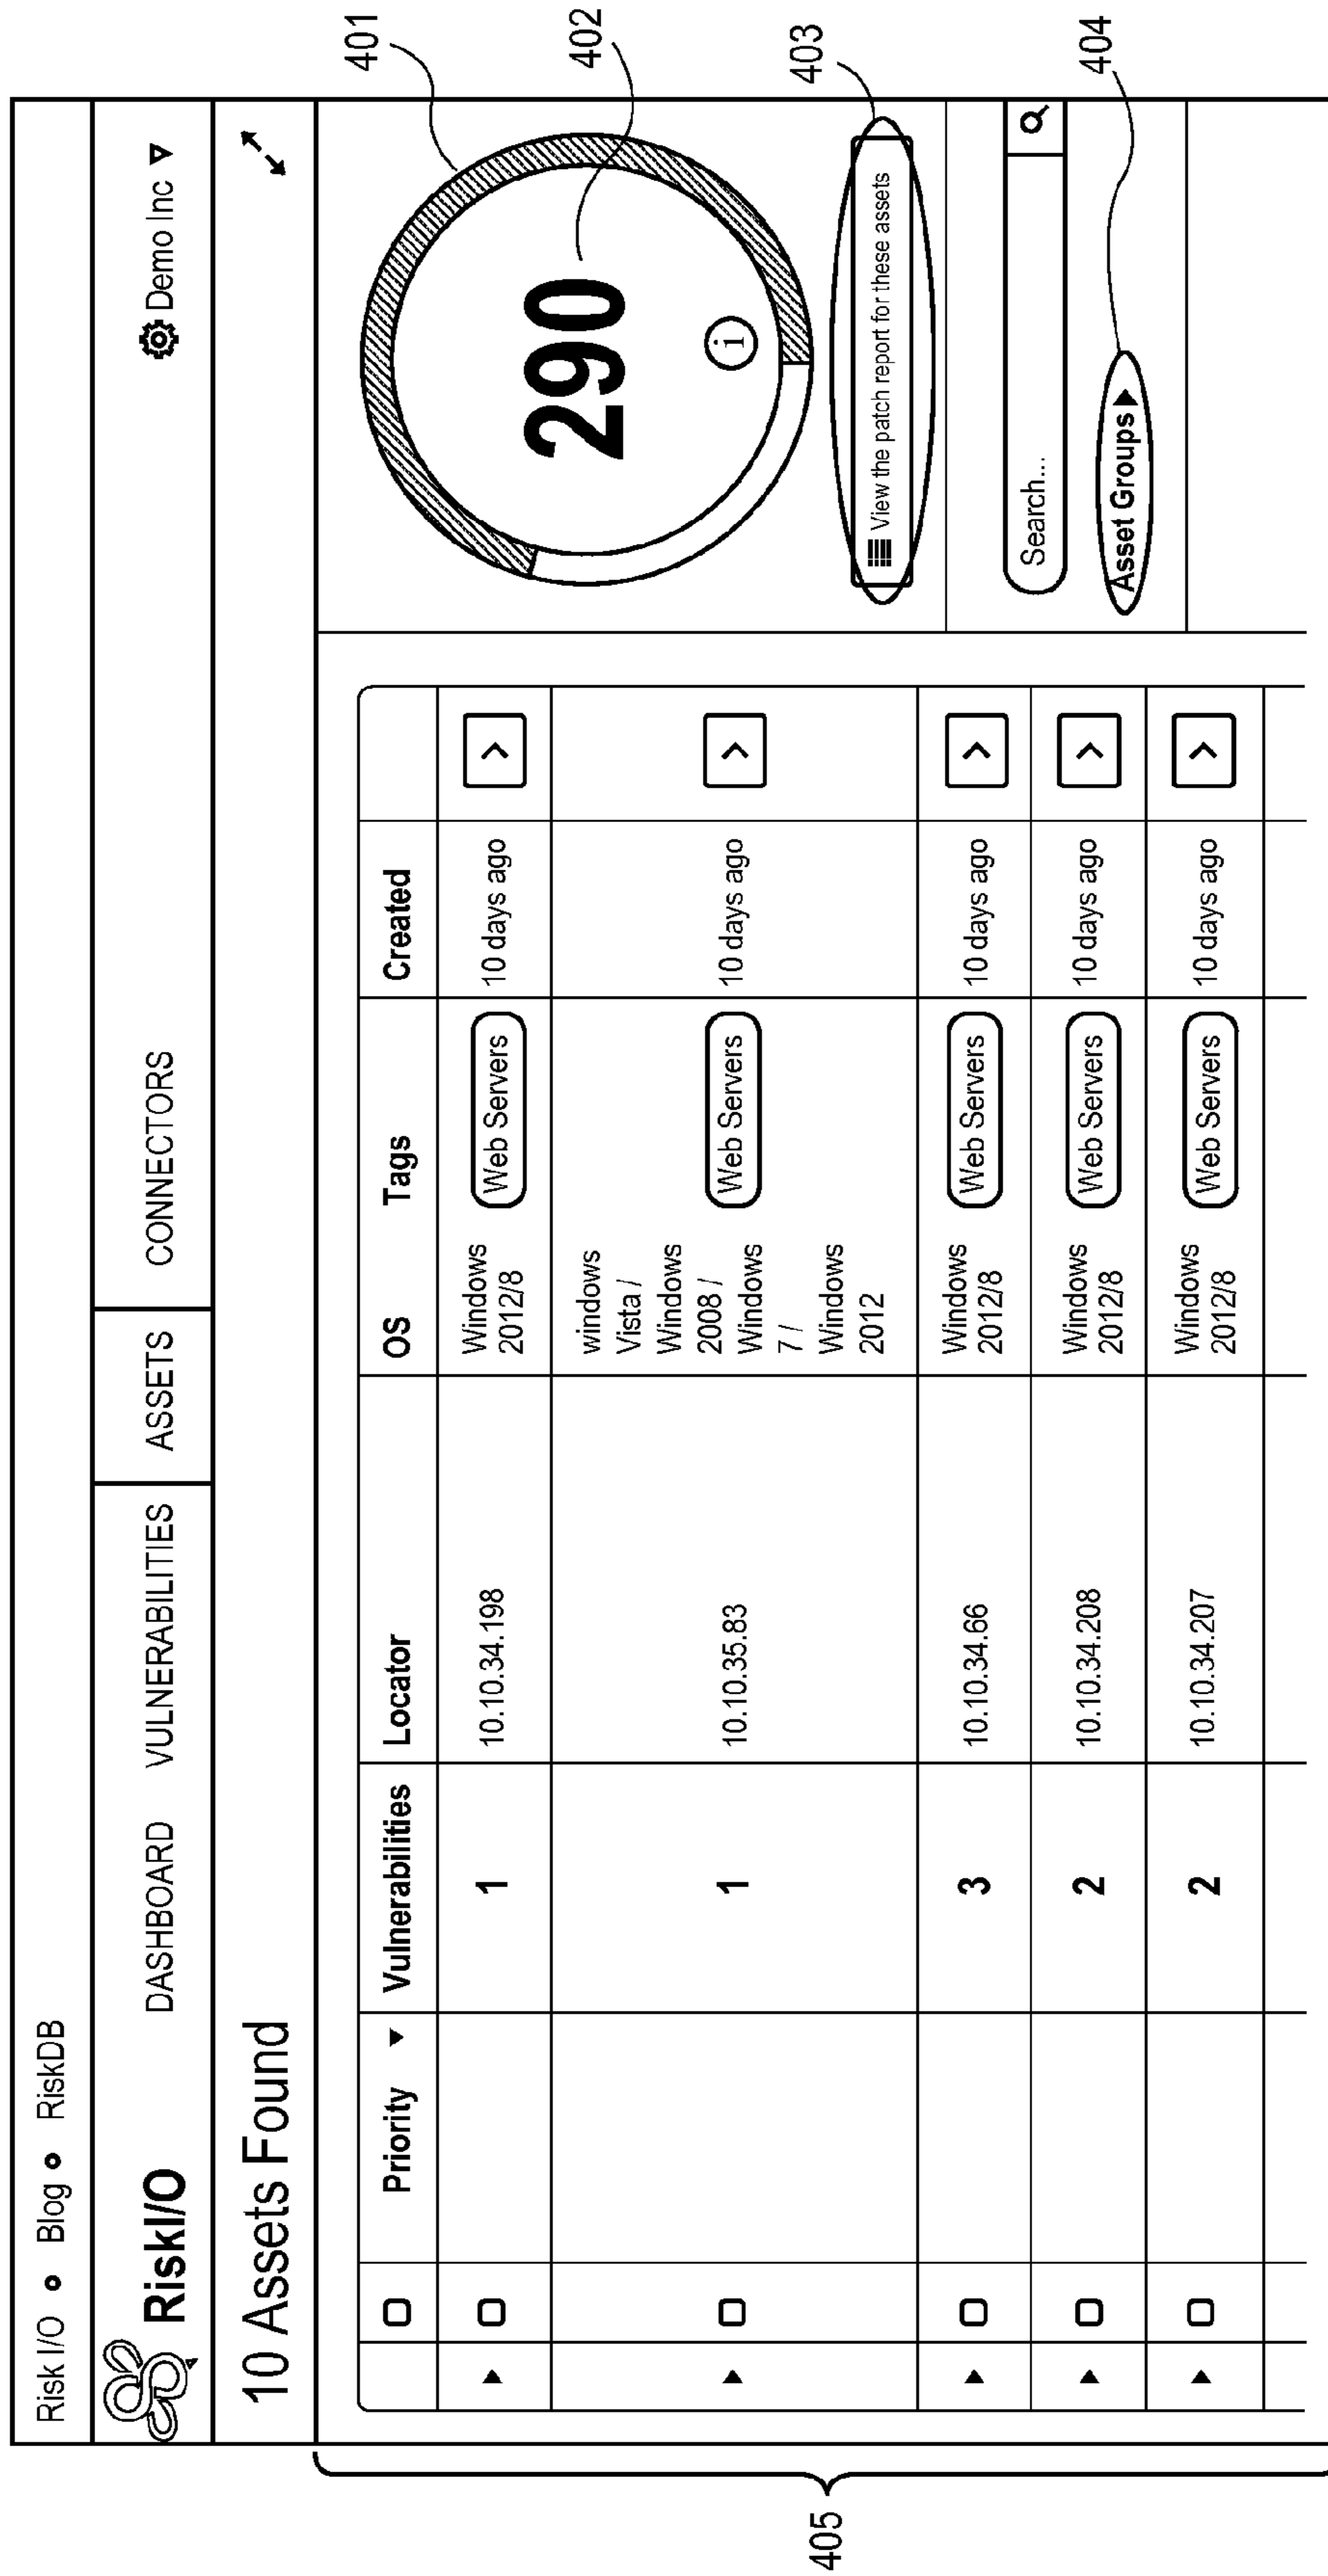 Risk I/O • Blog • RiskDB
RiskI/O DASHBOARD VULNERABILITIES ASSETS CONNECTORS Demo Inc
10 Assets Found
Priority Vulnerabilities Locator OS Tags Created
1 10.10.34.198 Windows 2012/8 Web Servers 10 days ago >
1 10.10.35.83 windows Vista / Windows 2008 / Windows 7 / Windows 2012 Web Servers 10 days ago >
3 10.10.34.66 Windows 2012/8 Web Servers 10 days ago >
2 10.10.34.208 Windows 2012/8 Web Servers 10 days ago >
2 10.10.34.207 Windows 2012/8 Web Servers 10 days ago >
290
i
View the patch report for these assets
Search...
Asset Groups
401
402
403
404
405